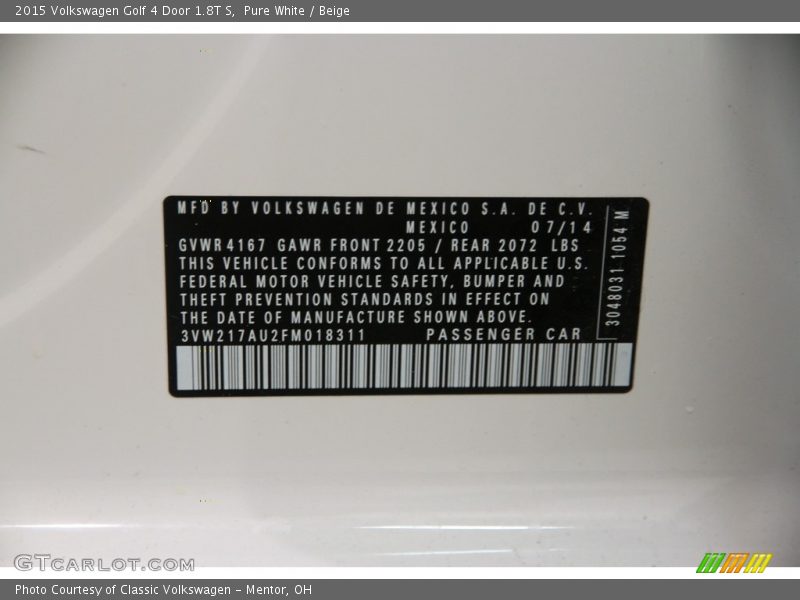 2015 Volkswagen Golf 4 Door 1.8T S, Pure White / Beige
MFD BY VOLKSWAGEN DE MEXICO S.A. DE C.V.
MEXICO 07/14
GVWR 4167 GAWR FRONT 2205 / REAR 2072 LBS
THIS VEHICLE CONFORMS TO ALL APPLICABLE U.S.
FEDERAL MOTOR VEHICLE SAFETY, BUMPER AND
THEFT PREVENTION STANDARDS IN EFFECT ON
THE DATE OF MANUFACTURE SHOWN ABOVE.
3VW217AU2FM018311 PASSENGER CAR
3048031 1054 M
GTCARLOT.COM
Photo Courtesy of Classic Volkswagen - Mentor, OH